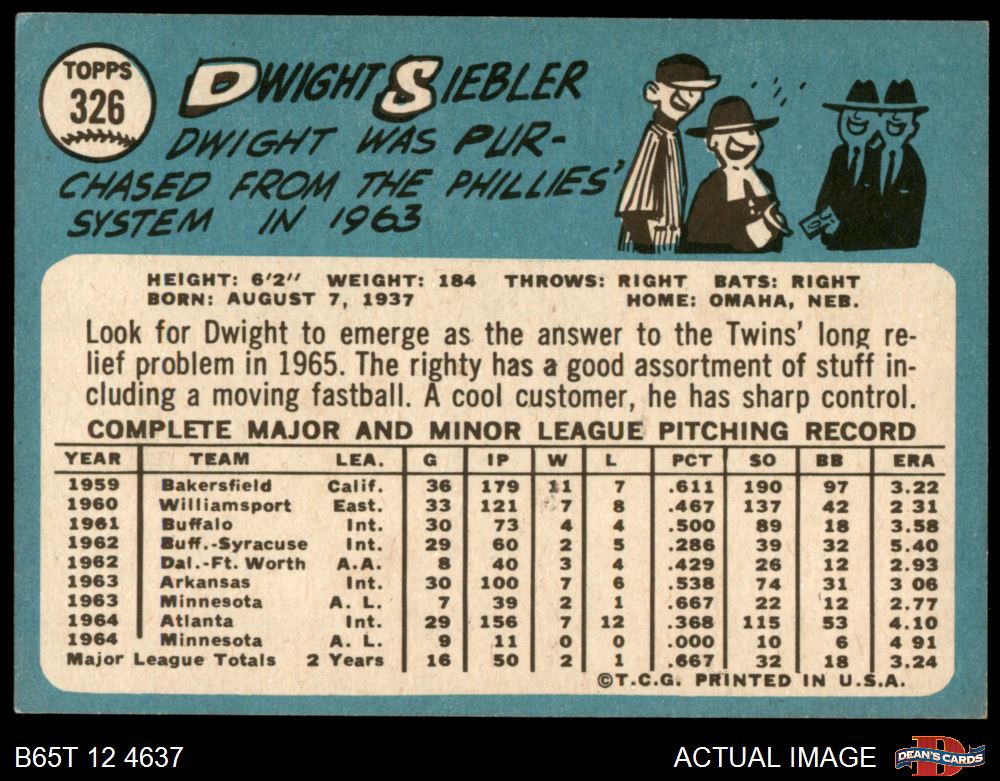 TOPPS
326
DWIGHT SIEBLER
DWIGHT WAS PUR-
CHASED FROM THE PHILLIES'
SYSTEM IN 1963
HEIGHT: 6'2" WEIGHT: 184 THROWS: RIGHT BATS: RIGHT
BORN: AUGUST 7, 1937 HOME: OMAHA, NEB.
Look for Dwight to emerge as the answer to the Twins' long re-
lief problem in 1965. The righty has a good assortment of stuff in-
cluding a moving fastball. A cool customer, he has sharp control.
COMPLETE MAJOR AND MINOR LEAGUE PITCHING RECORD
YEAR TEAM LEA. G IP W L PCT SO BB ERA
1959 Bakersfield Calif. 36 179 11 7 .611 190 97 3.22
1960 Williamsport East. 33 121 7 8 .467 137 42 2 31
1961 Buffalo Int. 30 73 4 4 .500 89 18 3.58
1962 Buff.-Syracuse Int. 29 60 2 5 .286 39 32 5.40
1962 Dal.-Ft. Worth A.A. 8 40 3 4 .429 26 12 2.93
1963 Arkansas Int. 30 100 7 6 .538 74 31 3 06
1963 Minnesota A. L. 7 39 2 1 .667 22 12 2.77
1964 Atlanta Int. 29 156 7 12 .368 115 53 4.10
1964 Minnesota A. L. 9 11 0 0 .000 10 6 4 91
Major League Totals 2 Years 16 50 2 1 .667 32 18 3.24
©T.C.G. PRINTED IN U.S.A.
B65T 12 4637 ACTUAL IMAGE DEAN'S CARDS